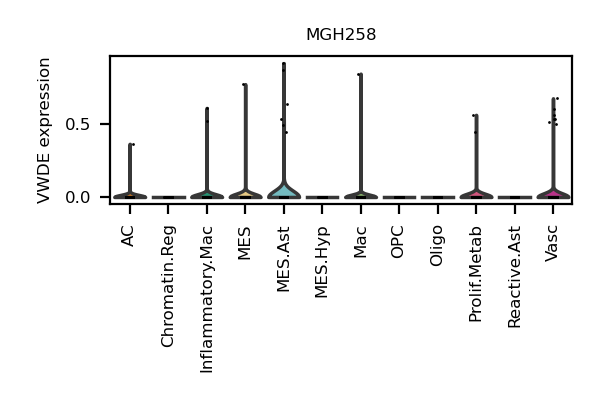 MGH258
VWDE expression
0.5
0.0
AC
Chromatin.Reg
Inflammatory.Mac
MES
MES.Ast
MES.Hyp
Mac
OPC
Oligo
Prolif.Metab
Reactive.Ast
Vasc